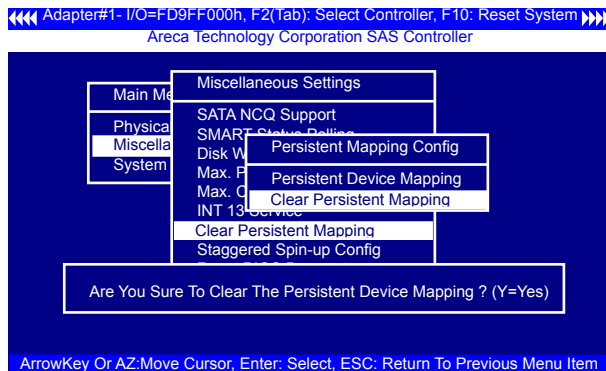 Adapter#1- I/O=FD9FF000h, F2(Tab): Select Controller, F10: Reset System
Areca Technology Corporation SAS Controller
Main Me
Physica
Miscella
System
Miscellaneous Settings
SATA NCQ Support
SMART Status Polling
Disk W
Max. P
Max. C
INT 13 Service
Clear Persistent Mapping
Staggered Spin-up Config
Persistent Mapping Config
Persistent Device Mapping
Clear Persistent Mapping
Are You Sure To Clear The Persistent Device Mapping ? (Y=Yes)
ArrowKey Or AZ:Move Cursor, Enter: Select, ESC: Return To Previous Menu Item